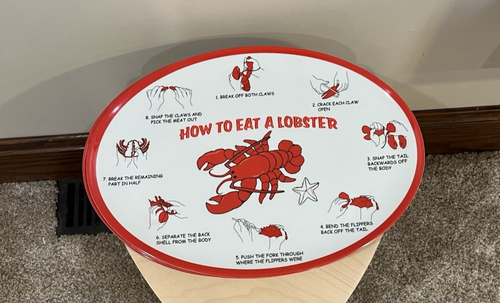 HOW TO EAT A LOBSTER
1. BREAK OFF BOTH CLAWS
2. CRACK EACH CLAW
OPEN
3. SNAP THE TAIL
BACKWARDS OFF
THE BODY
4. BEND THE FLIPPERS
BACK OFF THE TAIL
5. PUSH THE FORK THROUGH
WHERE THE FLIPPERS WERE
6. SEPARATE THE BACK
SHELL FROM THE BODY
7. BREAK THE REMAINING
PART IN HALF
8. SNAP THE CLAWS AND
PICK THE MEAT OUT